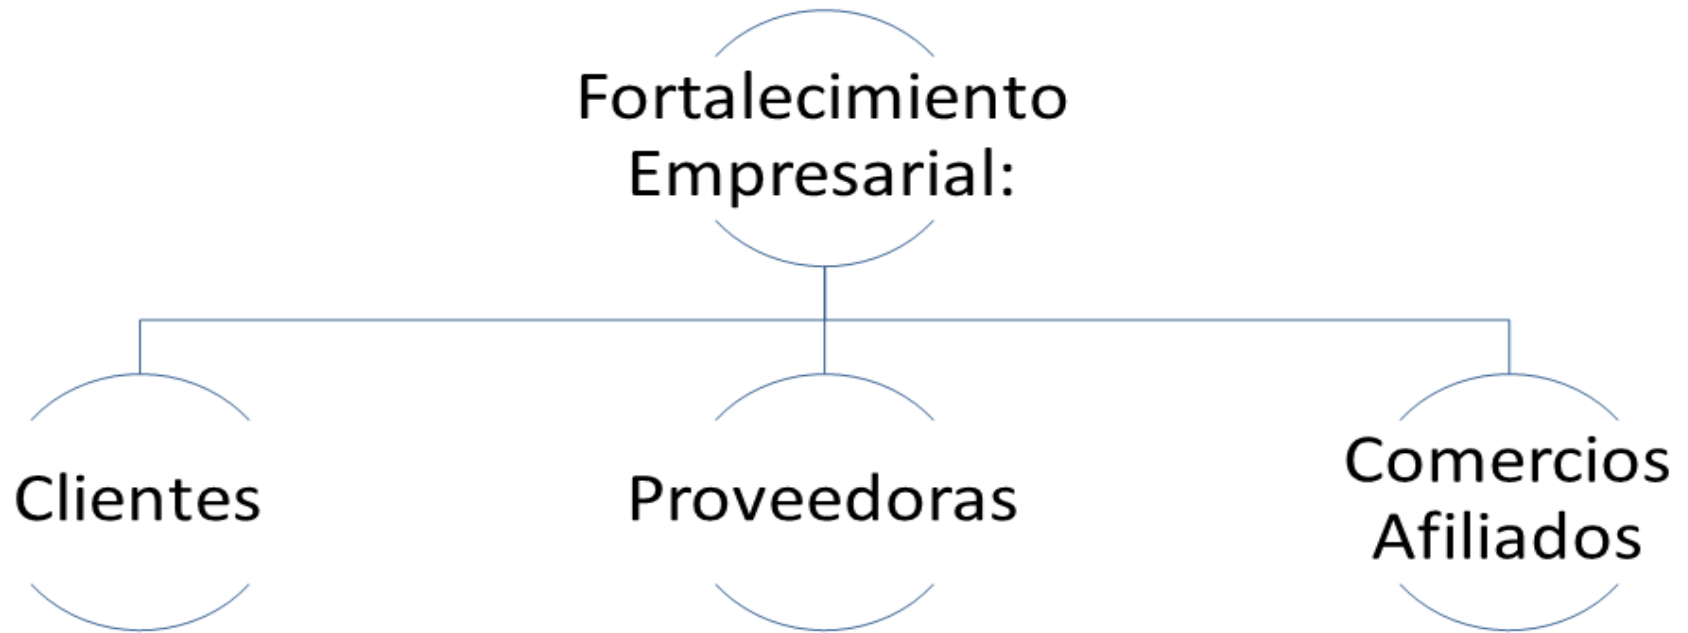 Fortalecimiento
Empresarial:
Clientes
Proveedoras
Comercios
Afiliados